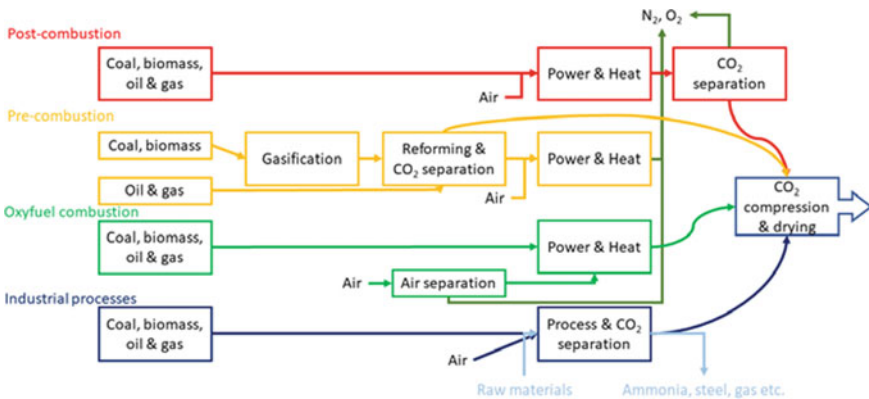 N₂, O₂
Post-combustion
Coal, biomass,
oil & gas
Air
Power & Heat
CO₂
separation
Pre-combustion
Coal, biomass
Gasification
Reforming &
CO₂ separation
Power & Heat
Oil & gas
Air
CO₂
compression
& drying
Oxyfuel combustion
Coal, biomass,
oil & gas
Power & Heat
Air
Air separation
Industrial processes
Coal, biomass,
oil & gas
Air
Process & CO₂
separation
Raw materials
Ammonia, steel, gas etc.